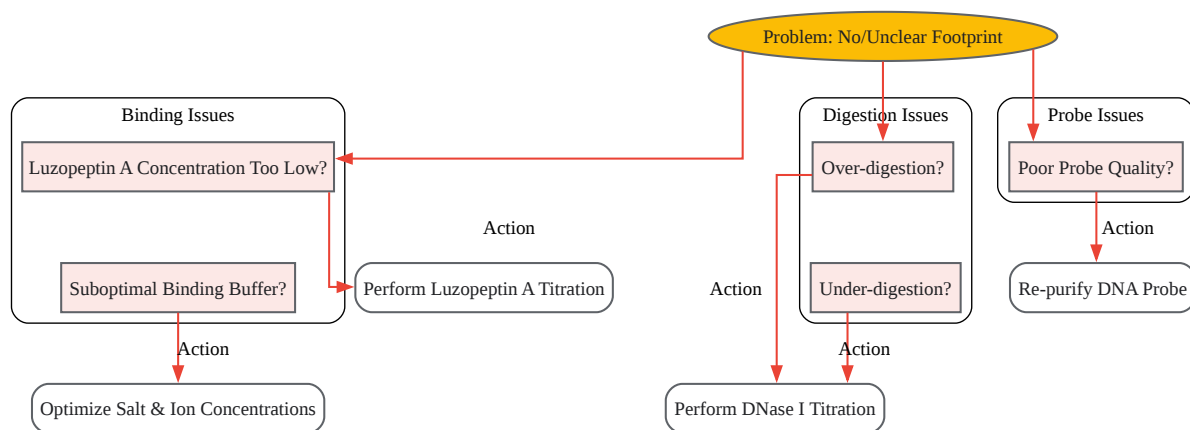 Problem: No/Unclear Footprint
Binding Issues
Digestion Issues
Probe Issues
Luzopeptin A Concentration Too Low?
Over-digestion?
Poor Probe Quality?
Action
Action
Suboptimal Binding Buffer?
Perform Luzopeptin A Titration
Action
Under-digestion?
Re-purify DNA Probe
Action
Action
Optimize Salt & Ion Concentrations
Perform DNase I Titration